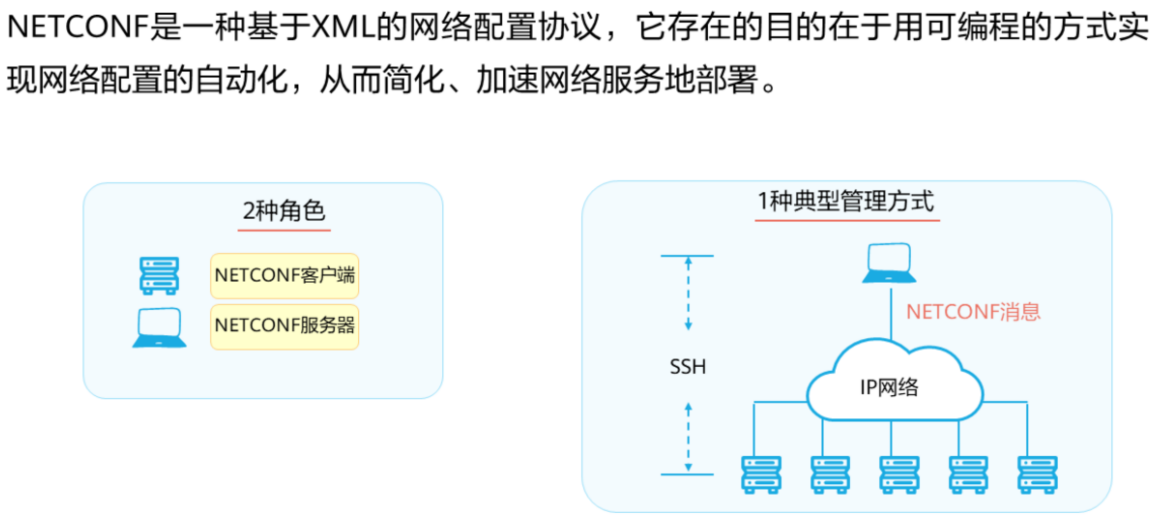 NETCONF是一种基于XML的网络配置协议，它存在的目的在于用可编程的方式实
现网络配置的自动化，从而简化、加速网络服务地部署。
2种角色
NETCONF客户端
NETCONF服务器
1种典型管理方式
NETCONF消息
SSH
IP网络